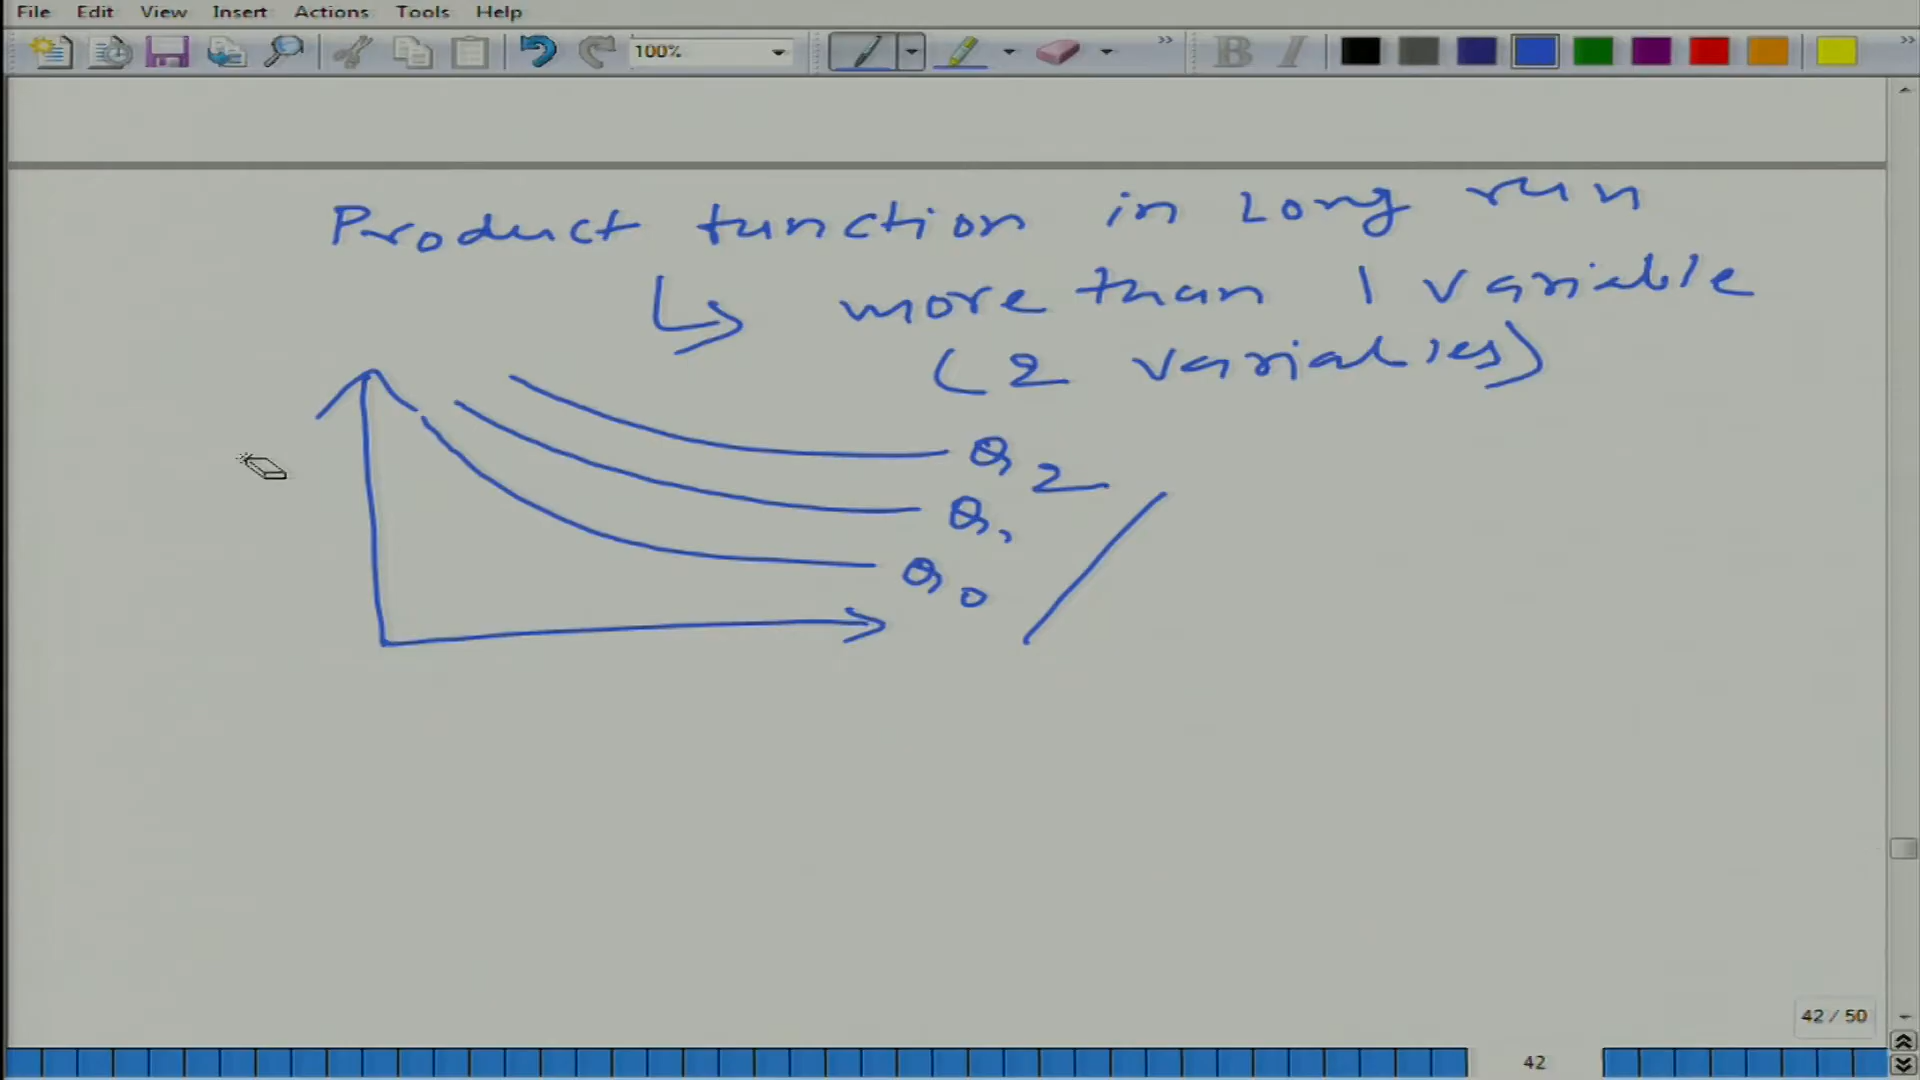 File Edit View Insert Actions Tools Help
100% B I
Product function in Long run
↳ more than 1 variable
(2 variables)
Q2
Q1
Q0
42 / 50
42